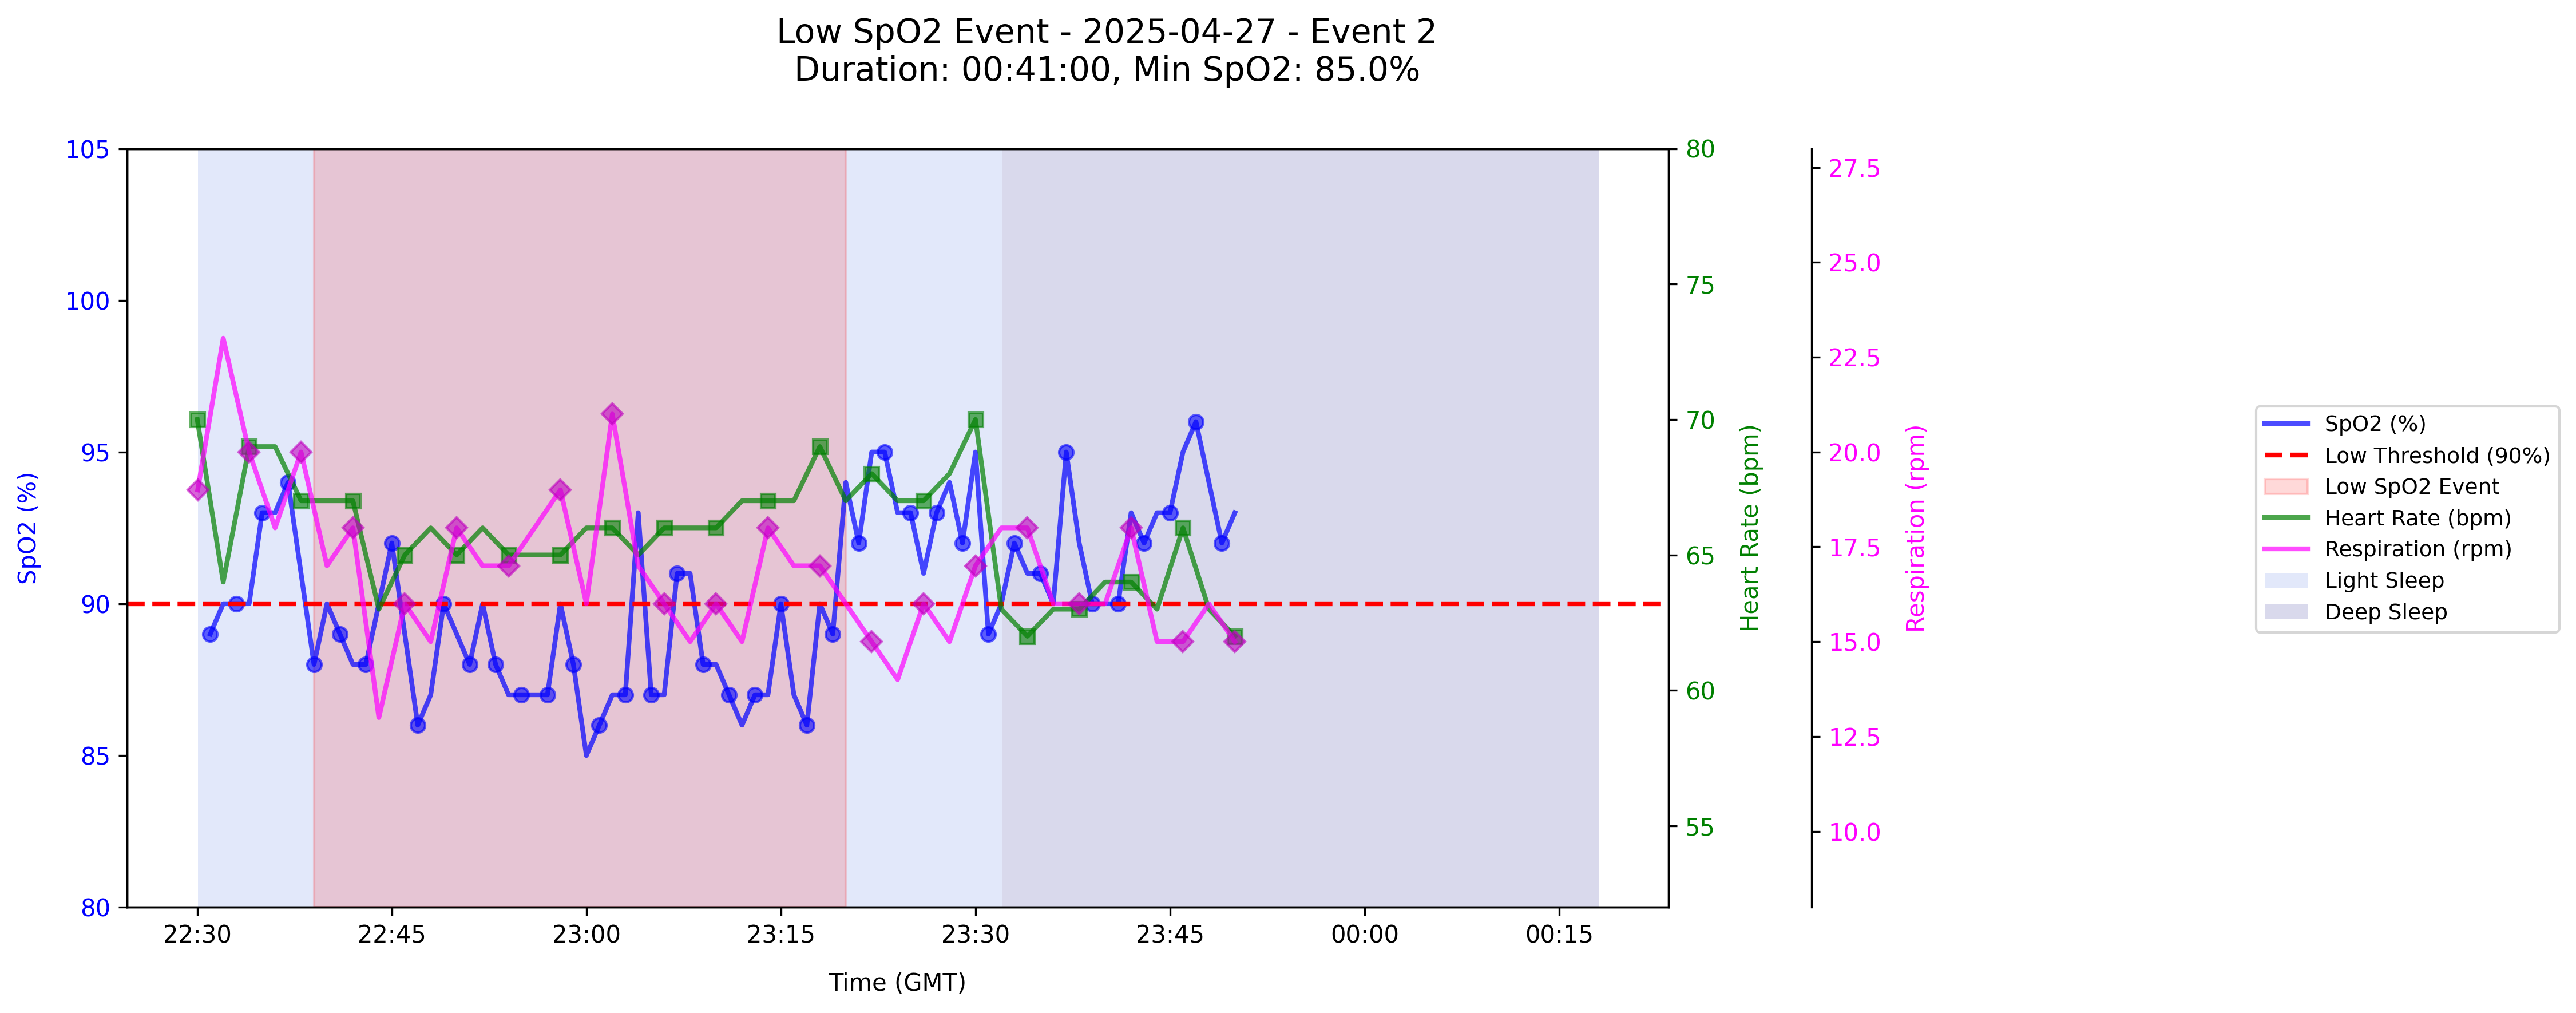 Low SpO2 Event - 2025-04-27 - Event 2
Duration: 00:41:00, Min SpO2: 85.0%
105
100
95
90
85
80
SpO2 (%)
80
75
70
65
60
55
Heart Rate (bpm)
27.5
25.0
22.5
20.0
17.5
15.0
12.5
10.0
Respiration (rpm)
SpO2 (%)
Low Threshold (90%)
Low SpO2 Event
Heart Rate (bpm)
Respiration (rpm)
Light Sleep
Deep Sleep
22:30 22:45 23:00 23:15 23:30 23:45 00:00 00:15
Time (GMT)